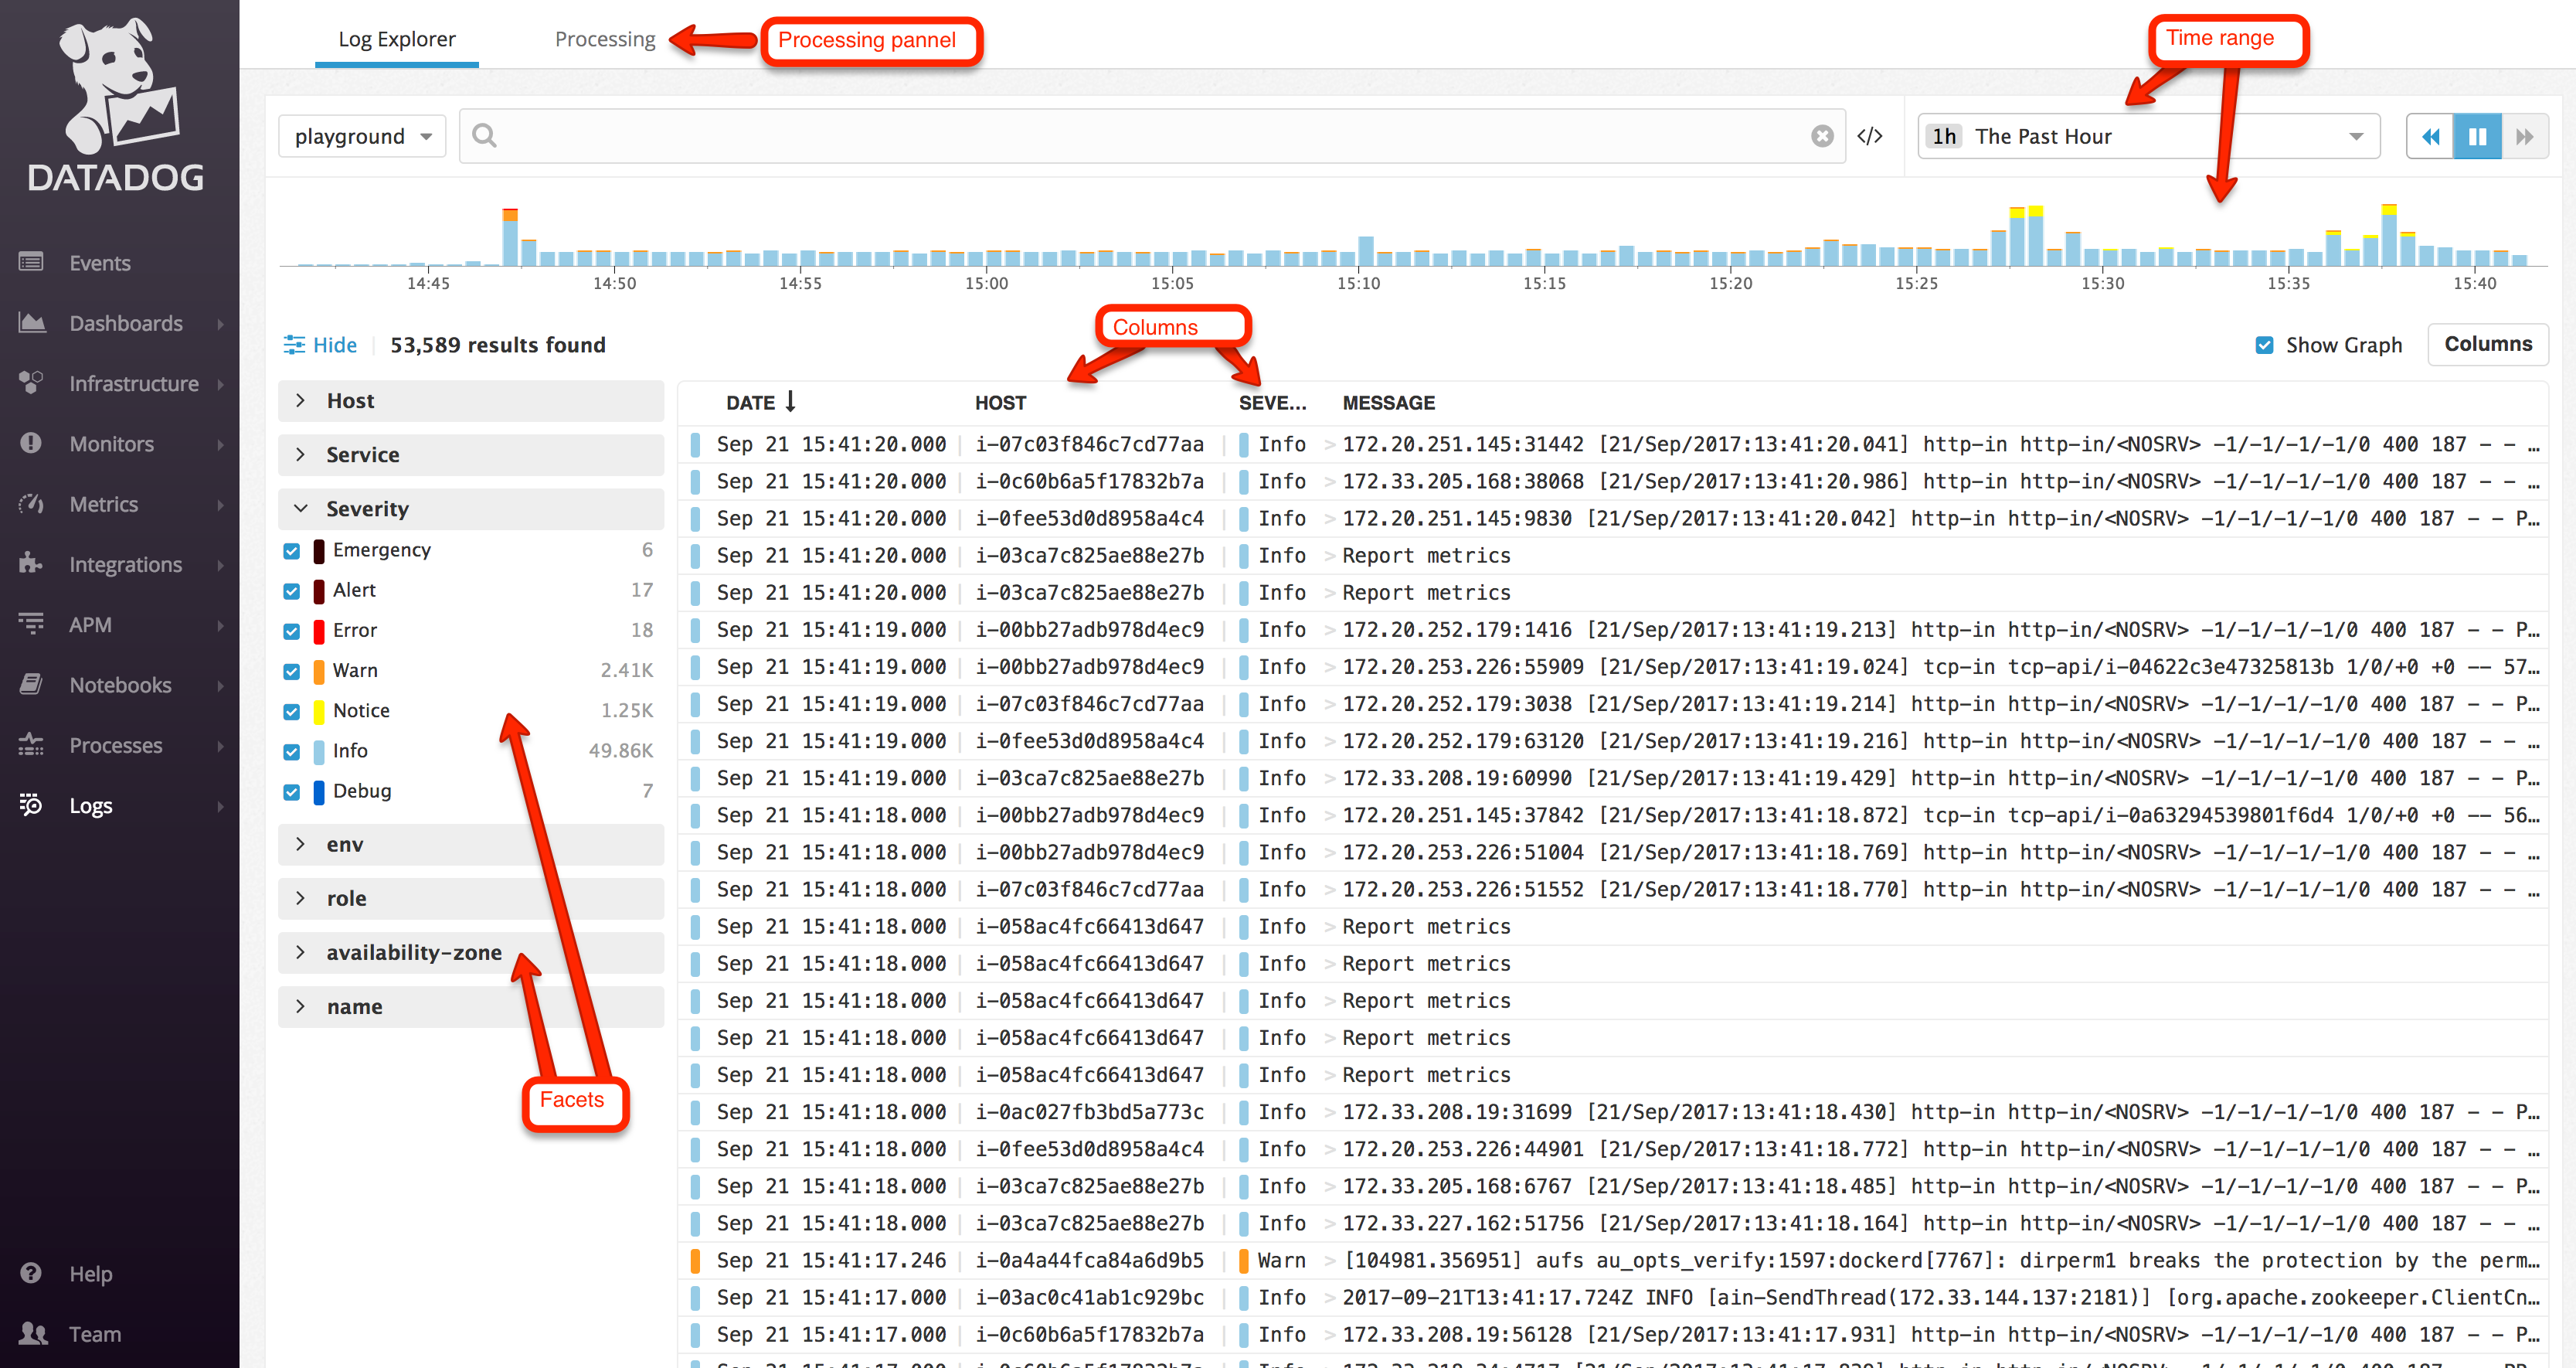 DATADOG
Events
Dashboards
Infrastructure
Monitors
Metrics
Integrations
APM
Notebooks
Processes
Logs
Help
Team
Log Explorer
Processing
Processing pannel
Time range
playground
</>
1h The Past Hour
14:45 14:50 14:55 15:00 15:05 15:10 15:15 15:20 15:25 15:30 15:35 15:40
Columns
Hide
53,589 results found
Show Graph
Columns
Host
Service
Severity
Emergency 6
Alert 17
Error 18
Warn 2.41K
Notice 1.25K
Info 49.86K
Debug 7
env
role
availability-zone
name
Facets
DATE HOST SEVE... MESSAGE
Sep 21 15:41:20.000 i-07c03f846c7cd77aa Info > 172.20.251.145:31442 [21/Sep/2017:13:41:20.041] http-in http-in/<NOSRV> -1/-1/-1/-1/0 400 187 - - …
Sep 21 15:41:20.000 i-0c60b6a5f17832b7a Info > 172.33.205.168:38068 [21/Sep/2017:13:41:20.986] http-in http-in/<NOSRV> -1/-1/-1/-1/0 400 187 - - …
Sep 21 15:41:20.000 i-0fee53d0d8958a4c4 Info > 172.20.251.145:9830 [21/Sep/2017:13:41:20.042] http-in http-in/<NOSRV> -1/-1/-1/-1/0 400 187 - - P…
Sep 21 15:41:20.000 i-03ca7c825ae88e27b Info > Report metrics
Sep 21 15:41:20.000 i-03ca7c825ae88e27b Info > Report metrics
Sep 21 15:41:19.000 i-00bb27adb978d4ec9 Info > 172.20.252.179:1416 [21/Sep/2017:13:41:19.213] http-in http-in/<NOSRV> -1/-1/-1/-1/0 400 187 - - P…
Sep 21 15:41:19.000 i-00bb27adb978d4ec9 Info > 172.20.253.226:55909 [21/Sep/2017:13:41:19.024] tcp-in tcp-api/i-04622c3e47325813b 1/0/+0 +0 -- 57…
Sep 21 15:41:19.000 i-07c03f846c7cd77aa Info > 172.20.252.179:3038 [21/Sep/2017:13:41:19.214] http-in http-in/<NOSRV> -1/-1/-1/-1/0 400 187 - - P…
Sep 21 15:41:19.000 i-0fee53d0d8958a4c4 Info > 172.20.252.179:63120 [21/Sep/2017:13:41:19.216] http-in http-in/<NOSRV> -1/-1/-1/-1/0 400 187 - - …
Sep 21 15:41:19.000 i-03ca7c825ae88e27b Info > 172.33.208.19:60990 [21/Sep/2017:13:41:19.429] http-in http-in/<NOSRV> -1/-1/-1/-1/0 400 187 - - P…
Sep 21 15:41:18.000 i-00bb27adb978d4ec9 Info > 172.20.251.145:37842 [21/Sep/2017:13:41:18.872] tcp-in tcp-api/i-0a63294539801f6d4 1/0/+0 +0 -- 56…
Sep 21 15:41:18.000 i-00bb27adb978d4ec9 Info > 172.20.253.226:51004 [21/Sep/2017:13:41:18.769] http-in http-in/<NOSRV> -1/-1/-1/-1/0 400 187 - - …
Sep 21 15:41:18.000 i-07c03f846c7cd77aa Info > 172.20.253.226:51552 [21/Sep/2017:13:41:18.770] http-in http-in/<NOSRV> -1/-1/-1/-1/0 400 187 - - …
Sep 21 15:41:18.000 i-058ac4fc66413d647 Info > Report metrics
Sep 21 15:41:18.000 i-058ac4fc66413d647 Info > Report metrics
Sep 21 15:41:18.000 i-058ac4fc66413d647 Info > Report metrics
Sep 21 15:41:18.000 i-058ac4fc66413d647 Info > Report metrics
Sep 21 15:41:18.000 i-058ac4fc66413d647 Info > Report metrics
Sep 21 15:41:18.000 i-0ac027fb3bd5a773c Info > 172.33.208.19:31699 [21/Sep/2017:13:41:18.430] http-in http-in/<NOSRV> -1/-1/-1/-1/0 400 187 - - P…
Sep 21 15:41:18.000 i-0fee53d0d8958a4c4 Info > 172.20.253.226:44901 [21/Sep/2017:13:41:18.772] http-in http-in/<NOSRV> -1/-1/-1/-1/0 400 187 - - …
Sep 21 15:41:18.000 i-03ca7c825ae88e27b Info > 172.33.205.168:6767 [21/Sep/2017:13:41:18.485] http-in http-in/<NOSRV> -1/-1/-1/-1/0 400 187 - - P…
Sep 21 15:41:18.000 i-03ca7c825ae88e27b Info > 172.33.227.162:51756 [21/Sep/2017:13:41:18.164] http-in http-in/<NOSRV> -1/-1/-1/-1/0 400 187 - - …
Sep 21 15:41:17.246 i-0a4a44fca84a6d9b5 Warn > [104981.356951] aufs au_opts_verify:1597:dockerd[7767]: dirperm1 breaks the protection by the perm…
Sep 21 15:41:17.000 i-03ac0c41ab1c929bc Info > 2017-09-21T13:41:17.724Z INFO [ain-SendThread(172.33.144.137:2181)] [org.apache.zookeeper.ClientCn…
Sep 21 15:41:17.000 i-0c60b6a5f17832b7a Info > 172.33.208.19:56128 [21/Sep/2017:13:41:17.931] http-in http-in/<NOSRV> -1/-1/-1/-1/0 400 187 - - P…